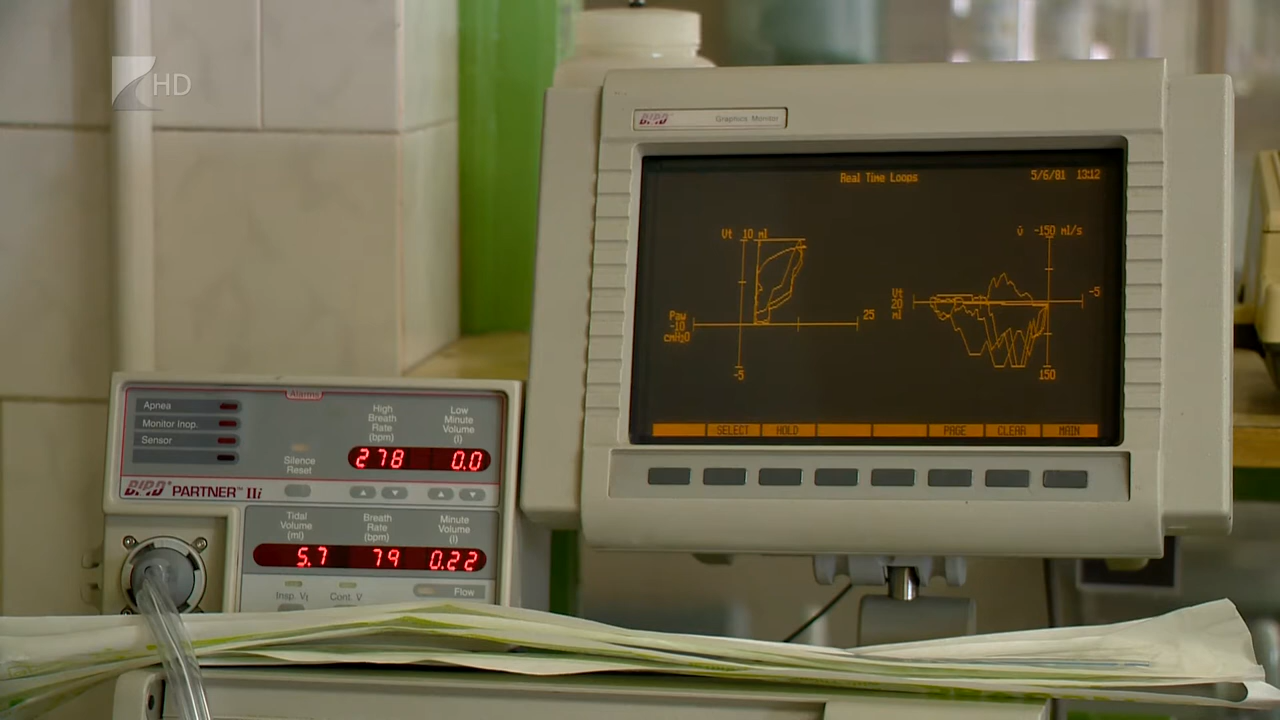 HD
BIRD Graphics Monitor
Real Time Loops 5/6/81 13:12
Vt 10 ml
Paw
-10
cmH2O
25
-5
v̇ -150 ml/s
Vt
20
ml
-5
150
SELECT HOLD PAGE CLEAR MAIN
Alarms
Apnea
Monitor Inop.
Sensor
Silence
Reset
High
Breath
Rate
(bpm)
Low
Minute
Volume
(l)
278 0.0
BIRD PARTNER™ IIi
Tidal
Volume
(ml)
Breath
Rate
(bpm)
Minute
Volume
(l)
5.7 79 0.22
Insp. VT Cont. V Flow